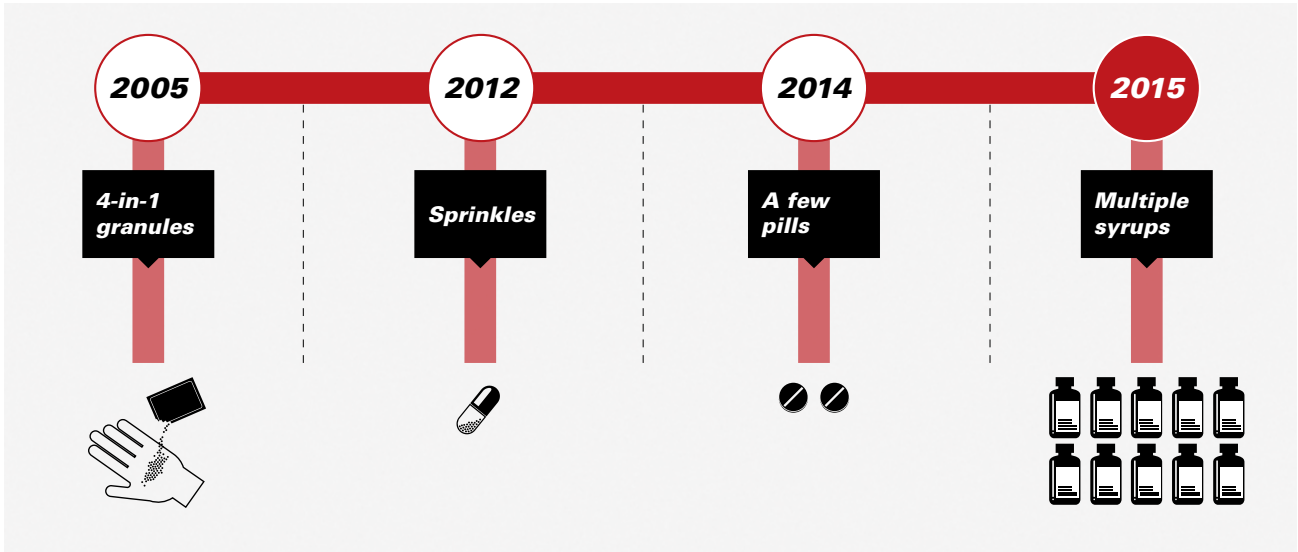 2005
2012
2014
2015
4-in-1
granules
Sprinkles
A few
pills
Multiple
syrups